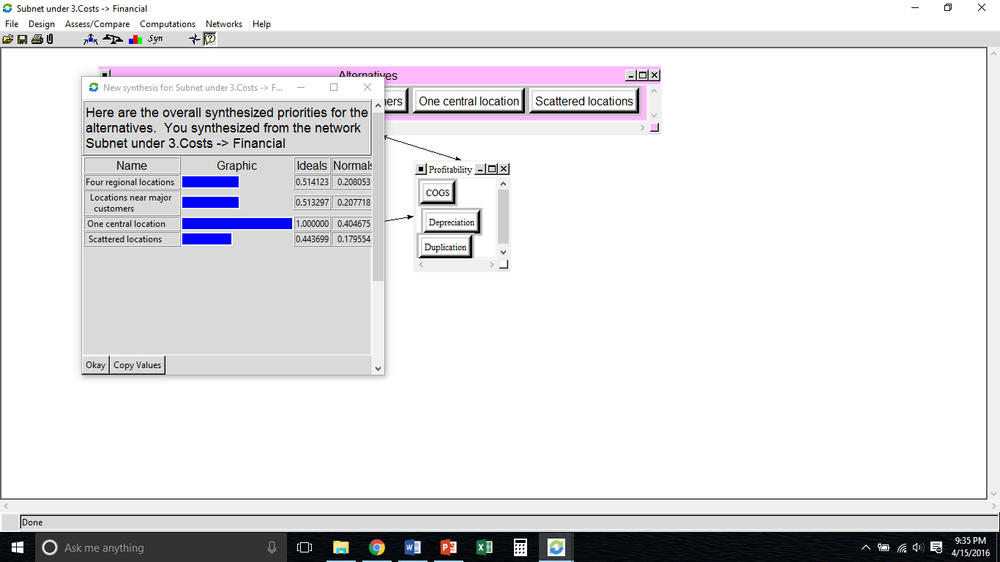 Subnet under 3.Costs -> Financial
File Design Assess/Compare Computations Networks Help
Syn
Alternatives
One central location Scattered locations
New synthesis for: Subnet under 3.Costs -> F...
Here are the overall synthesized priorities for the
alternatives. You synthesized from the network
Subnet under 3.Costs -> Financial
Name Graphic Ideals Normals
Four regional locations 0.514123 0.208053
Locations near major
customers 0.513297 0.207718
One central location 1.000000 0.404675
Scattered locations 0.443699 0.179554
Okay Copy Values
Profitability
COGS
Depreciation
Duplication
Done
Ask me anything
9:35 PM
4/15/2016